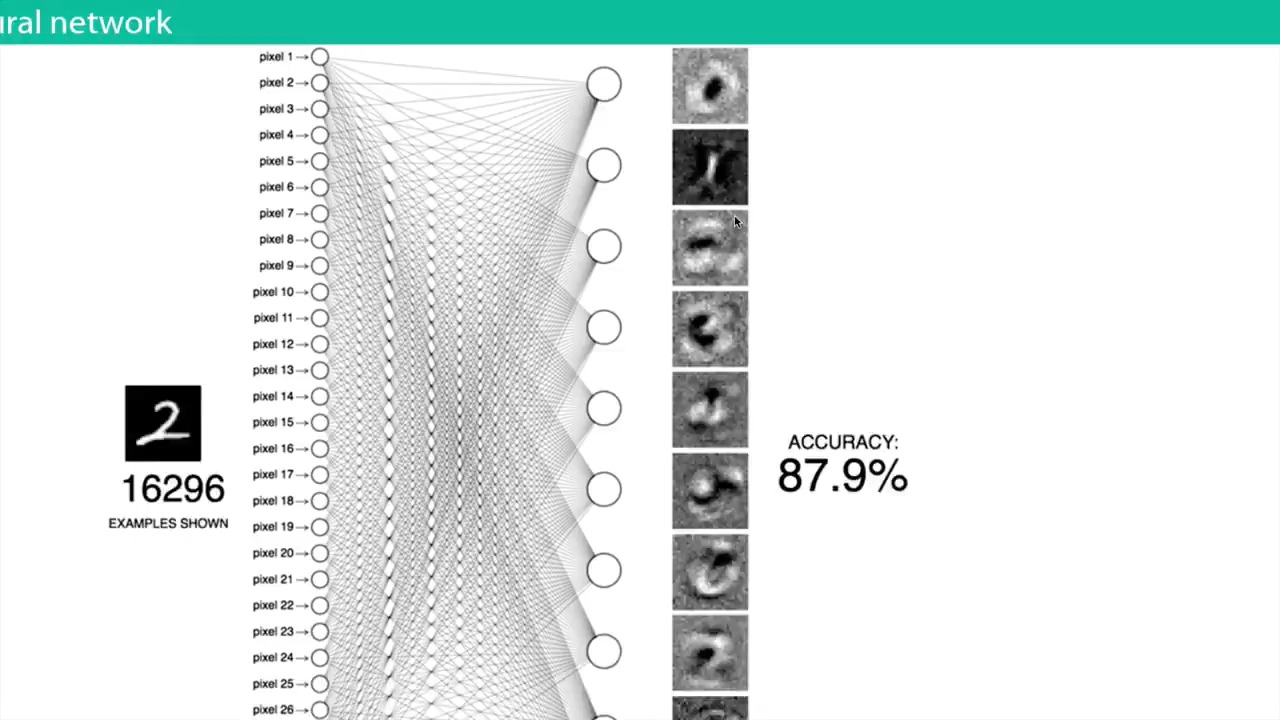 ural network
pixel 1
pixel 2
pixel 3
pixel 4
pixel 5
pixel 6
pixel 7
pixel 8
pixel 9
pixel 10
pixel 11
pixel 12
pixel 13
pixel 14
pixel 15
pixel 16
pixel 17
pixel 18
pixel 19
pixel 20
pixel 21
pixel 22
pixel 23
pixel 24
pixel 25
pixel 26
2
16296
EXAMPLES SHOWN
ACCURACY:
87.9%